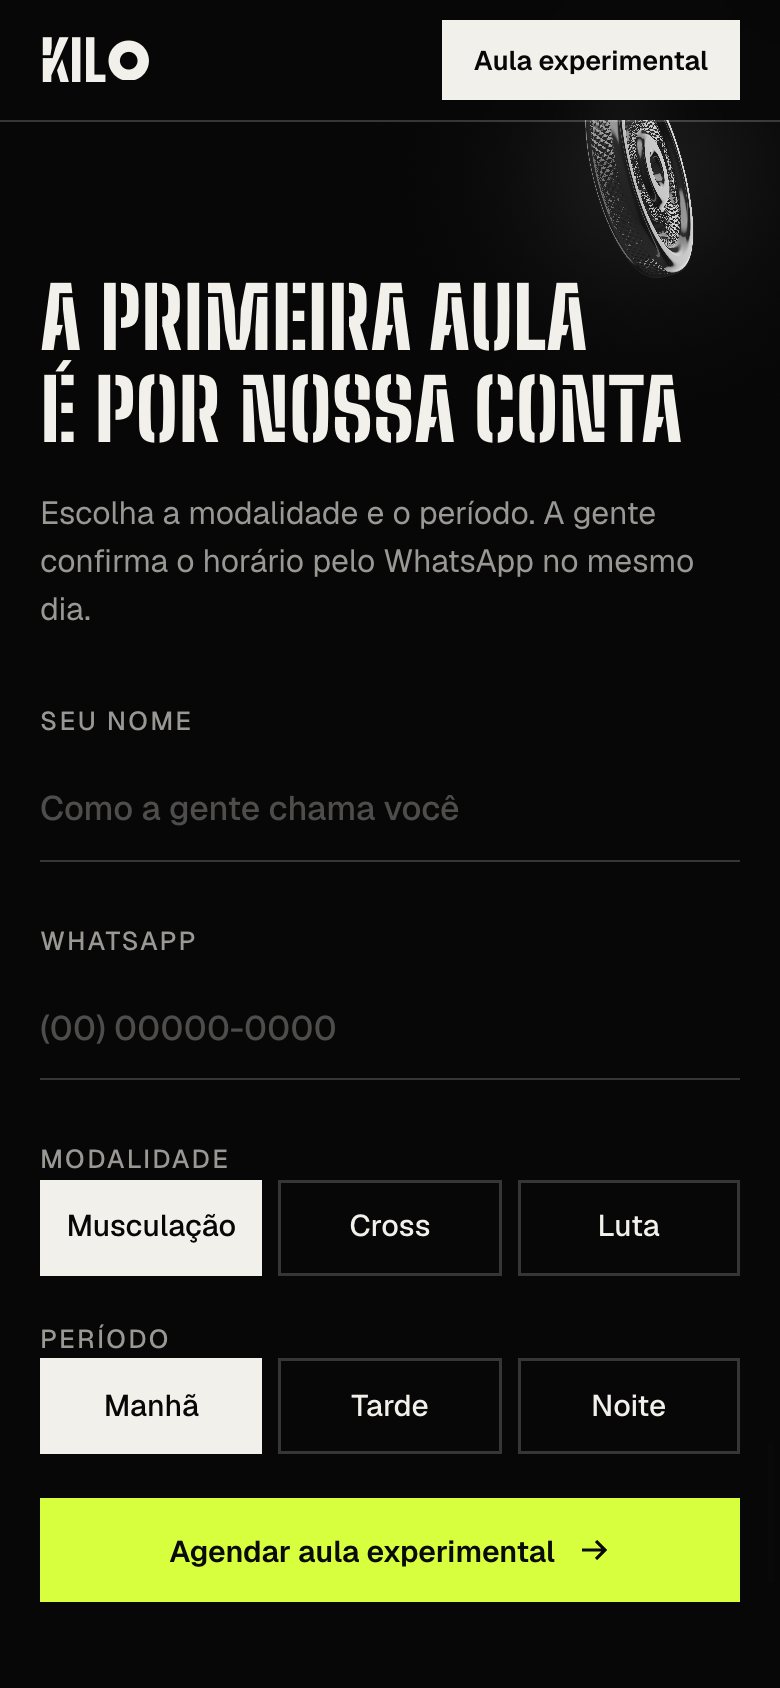 KILO
Aula experimental
A PRIMEIRA AULA
É POR NOSSA CONTA
Escolha a modalidade e o período. A gente
confirma o horário pelo WhatsApp no mesmo
dia.
SEU NOME
Como a gente chama você
WHATSAPP
(00) 00000-0000
MODALIDADE
Musculação Cross Luta
PERÍODO
Manhã Tarde Noite
Agendar aula experimental →